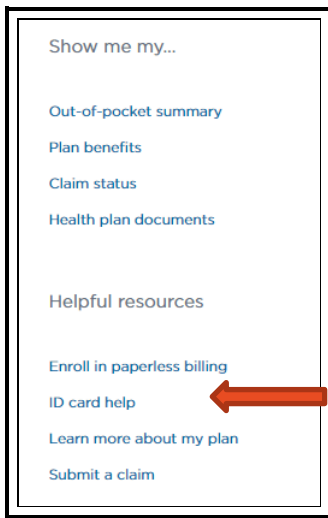 Show me my...
Out-of-pocket summary
Plan benefits
Claim status
Health plan documents
Helpful resources
Enroll in paperless billing
ID card help
Learn more about my plan
Submit a claim